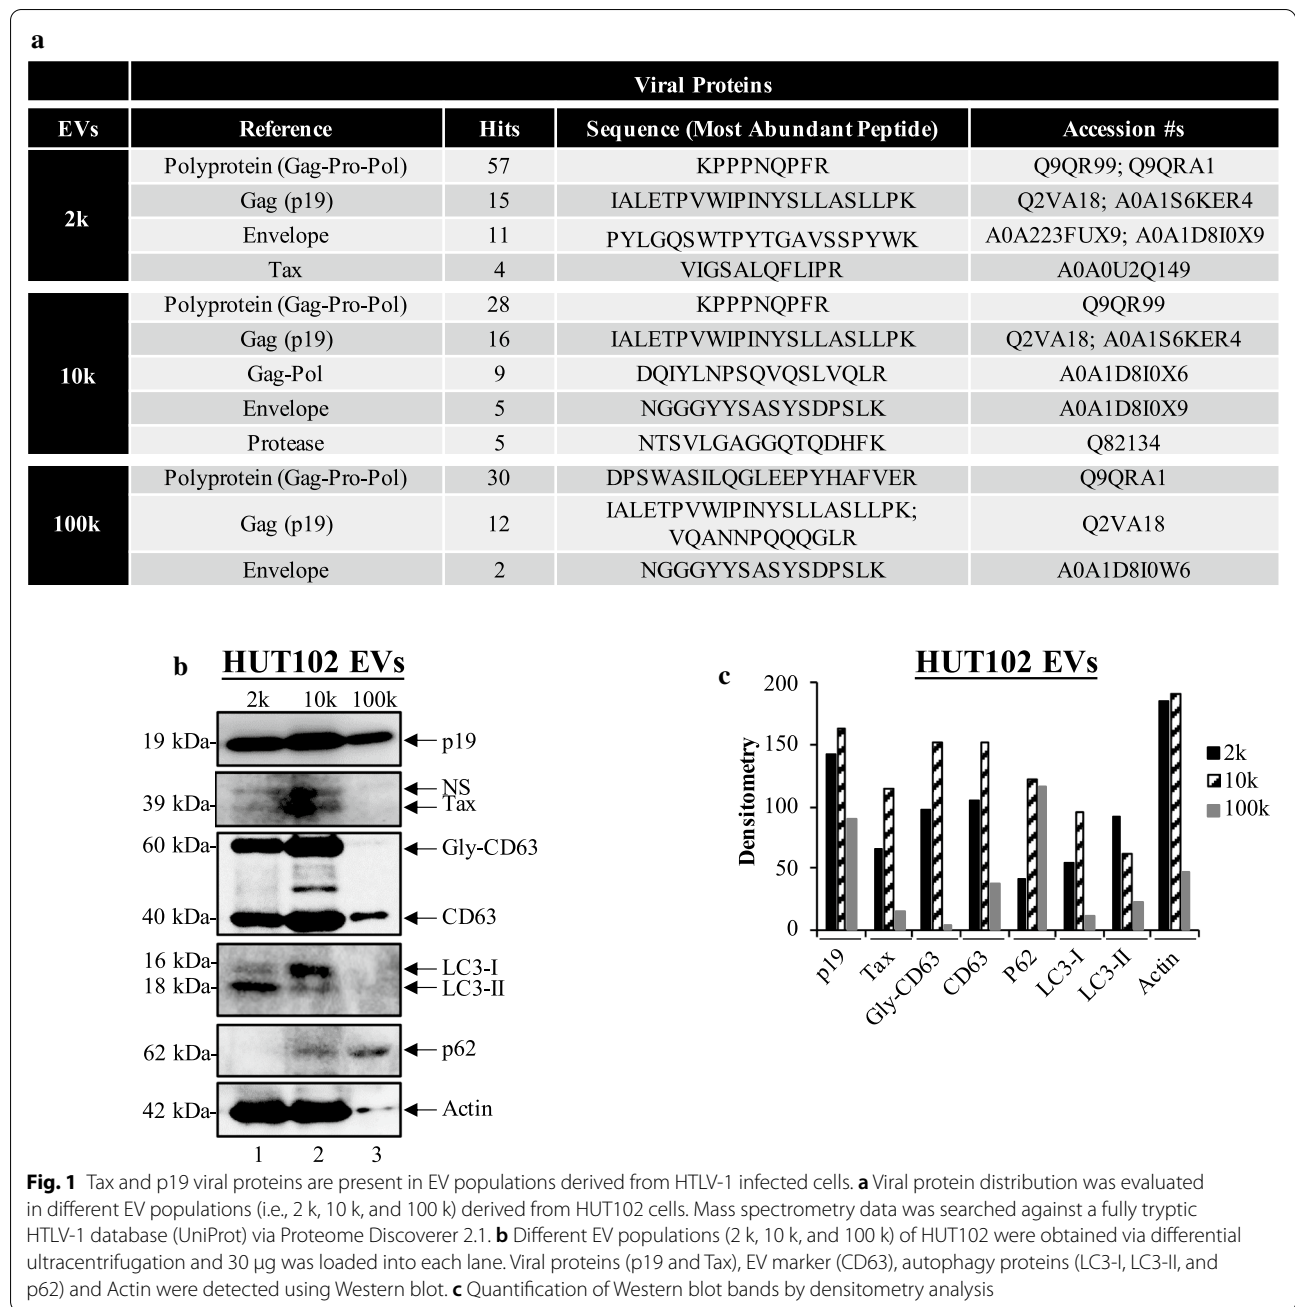 a
Viral Proteins
EVs Reference Hits Sequence (Most Abundant Peptide) Accession #s
2k
Polyprotein (Gag-Pro-Pol) 57 KPPPNQPFR Q9QR99; Q9QRA1
Gag (p19) 15 IALETPVWIPINYSLLASLLPK Q2VA18; A0A1S6KER4
Envelope 11 PYLGQSWTPYTGAVSSPYWK A0A223FUX9; A0A1D8I0X9
Tax 4 VIGSALQFLIPR A0A0U2Q149
10k
Polyprotein (Gag-Pro-Pol) 28 KPPPNQPFR Q9QR99
Gag (p19) 16 IALETPVWIPINYSLLASLLPK Q2VA18; A0A1S6KER4
Gag-Pol 9 DQIYLNPSQVQSLVQLR A0A1D8I0X6
Envelope 5 NGGGYYSASYSDPSLK A0A1D8I0X9
Protease 5 NTSVLGAGGQTQDHFK Q82134
100k
Polyprotein (Gag-Pro-Pol) 30 DPSWASILQGLEEPYHAFVER Q9QRA1
Gag (p19) 12 IALETPVWIPINYSLLASLLPK; VQANNPQQQGLR Q2VA18
Envelope 2 NGGGYYSASYSDPSLK A0A1D8I0W6
b HUT102 EVs
2k 10k 100k
19 kDa- p19
NS
39 kDa- Tax
60 kDa- Gly-CD63
40 kDa- CD63
16 kDa- LC3-I
18 kDa- LC3-II
62 kDa- p62
42 kDa- Actin
1 2 3
c HUT102 EVs
Densitometry
200
150
100
50
0
p19 Tax Gly-CD63 CD63 P62 LC3-I LC3-II Actin
2k
10k
100k
Fig. 1 Tax and p19 viral proteins are present in EV populations derived from HTLV-1 infected cells. a Viral protein distribution was evaluated
in different EV populations (i.e., 2 k, 10 k, and 100 k) derived from HUT102 cells. Mass spectrometry data was searched against a fully tryptic
HTLV-1 database (UniProt) via Proteome Discoverer 2.1. b Different EV populations (2 k, 10 k, and 100 k) of HUT102 were obtained via differential
ultracentrifugation and 30 µg was loaded into each lane. Viral proteins (p19 and Tax), EV marker (CD63), autophagy proteins (LC3-I, LC3-II, and
p62) and Actin were detected using Western blot. c Quantification of Western blot bands by densitometry analysis